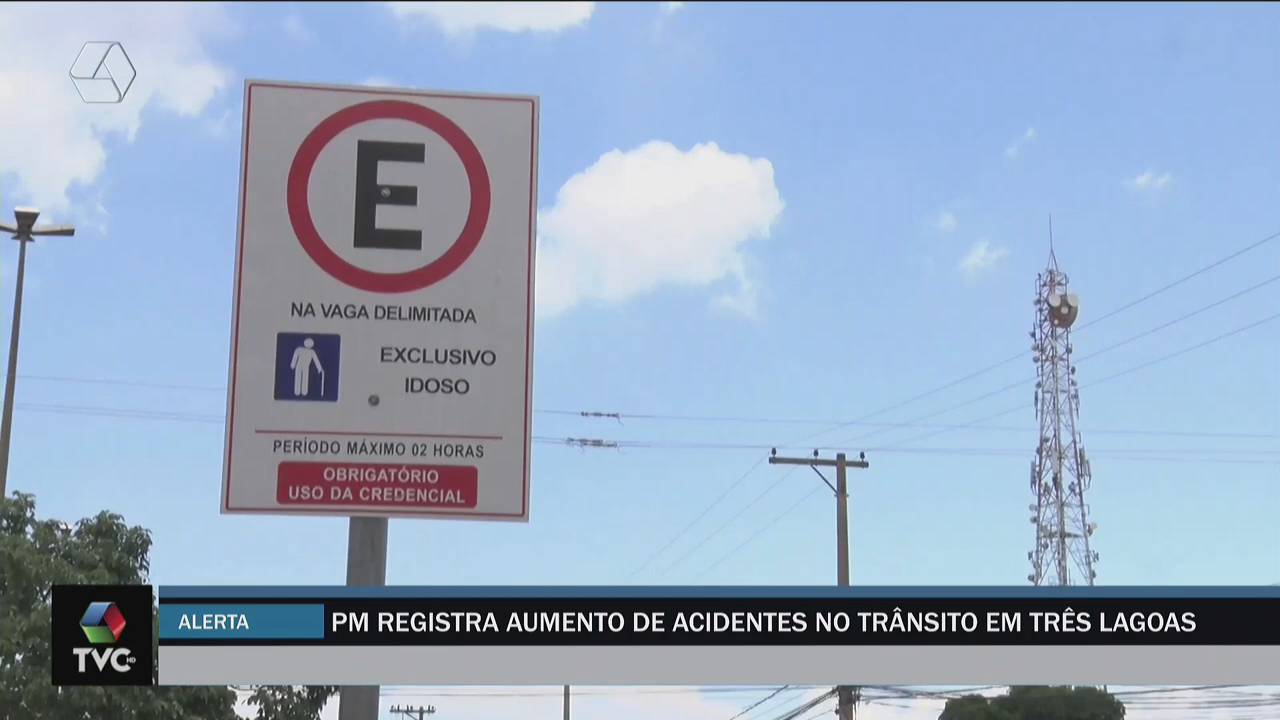 E
NA VAGA DELIMITADA
EXCLUSIVO
IDOSO
PERÍODO MÁXIMO 02 HORAS
OBRIGATÓRIO
USO DA CREDENCIAL
ALERTA
PM REGISTRA AUMENTO DE ACIDENTES NO TRÂNSITO EM TRÊS LAGOAS
TVC HD